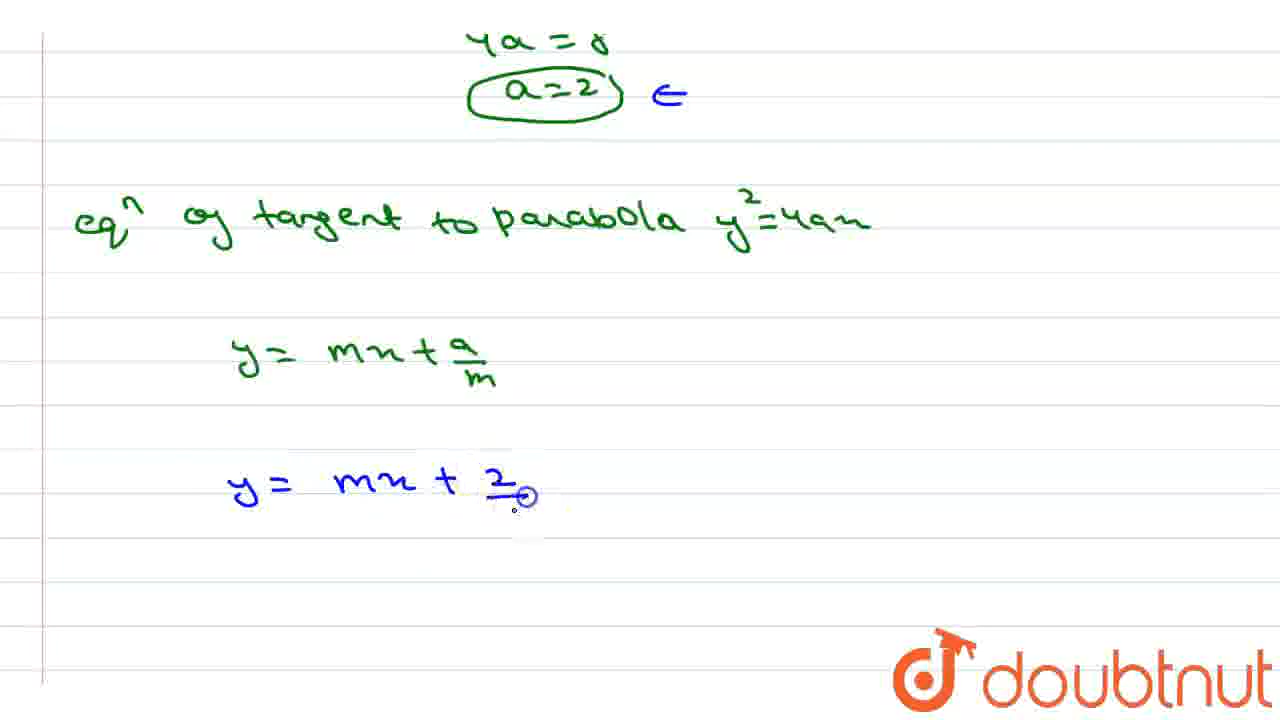 4a = 8
a = 2 ∈
eqⁿ of tangent to parabola y² = 4ax
y = mx + a/m
y = mx + 2/
doubtnut